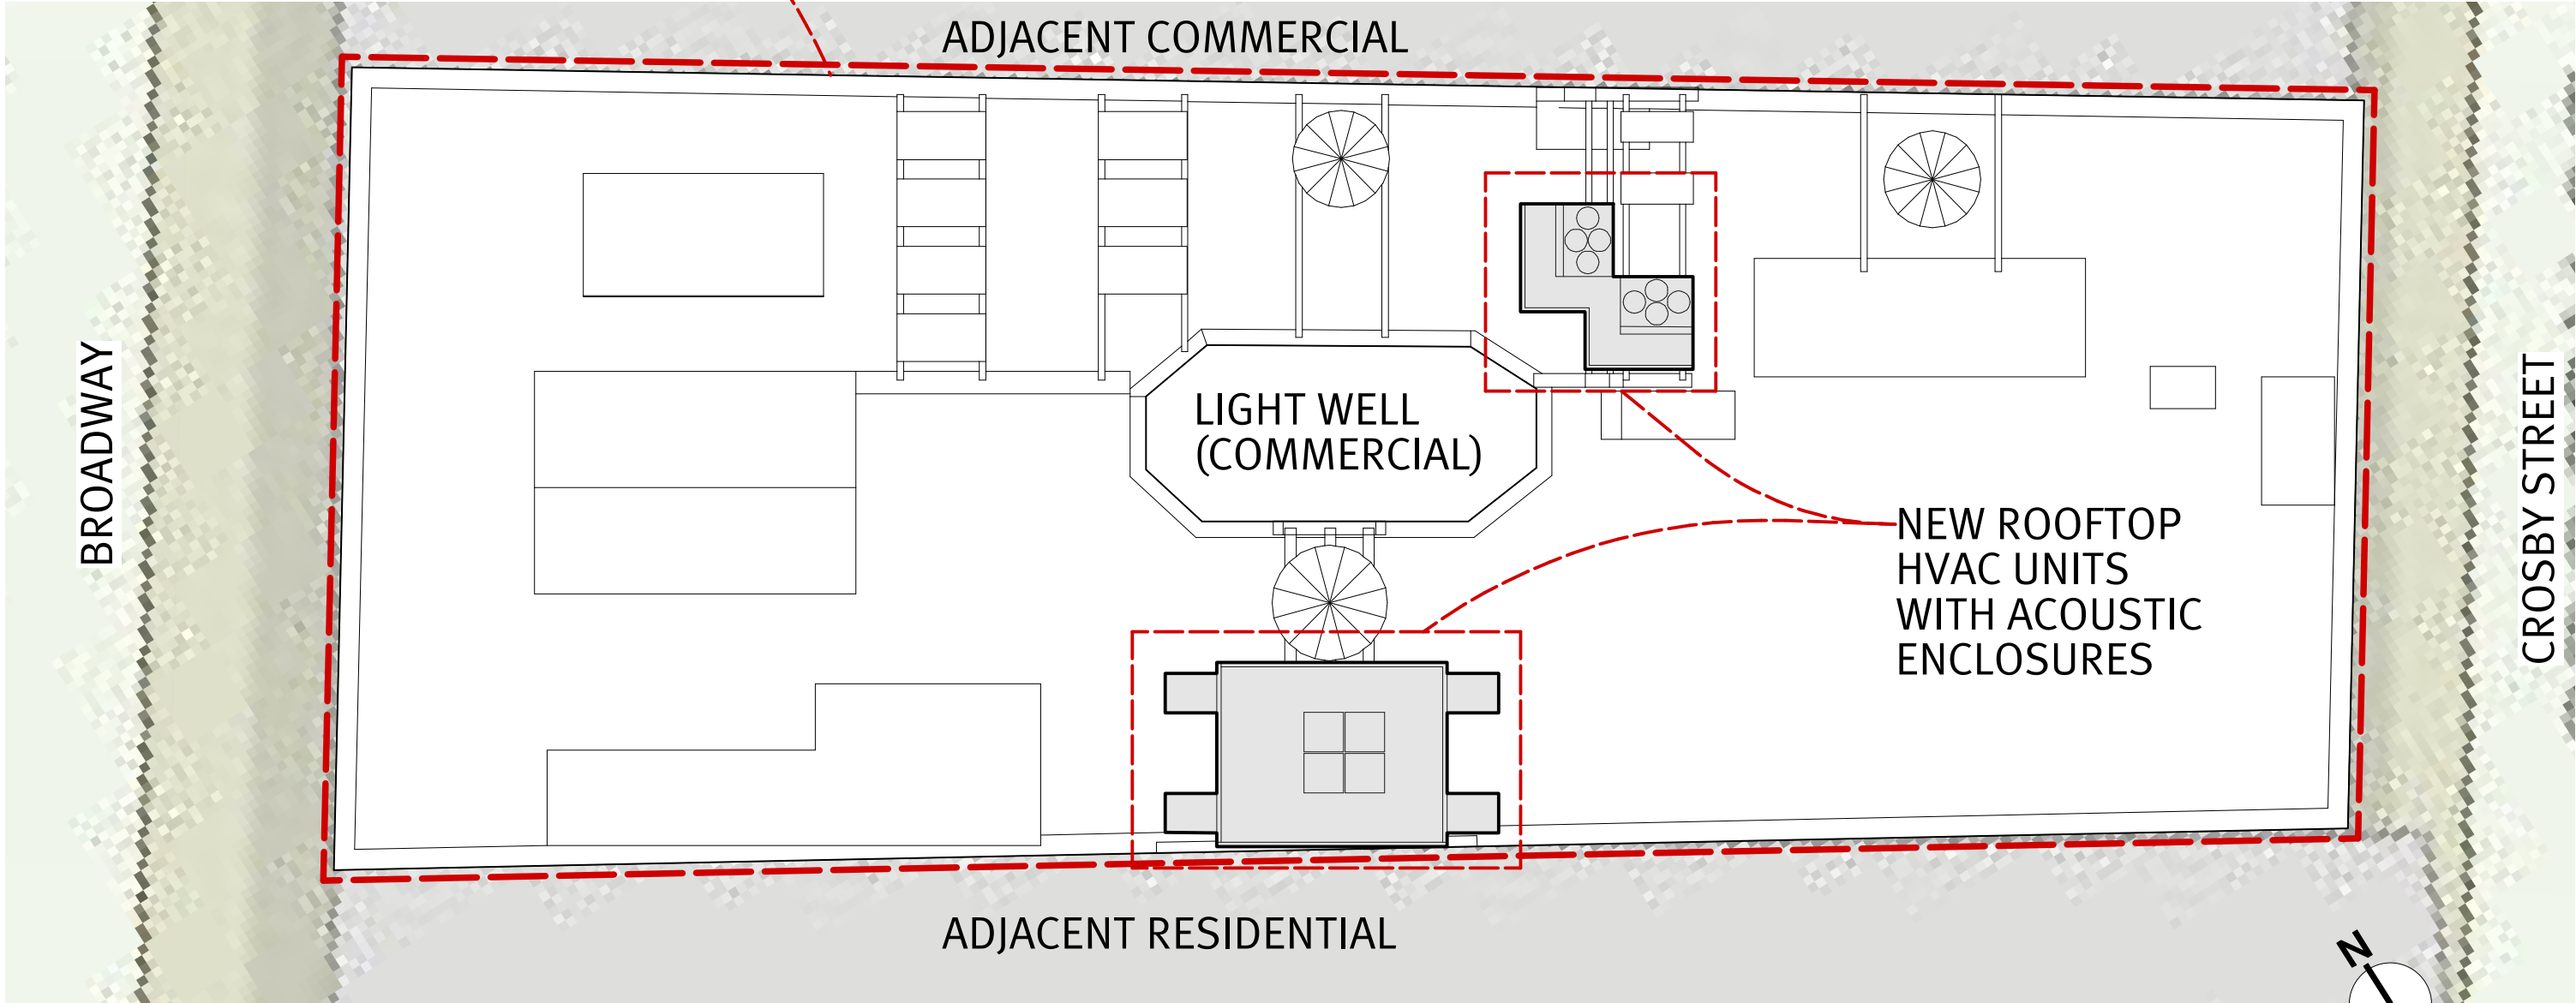 ADJACENT COMMERCIAL
BROADWAY
LIGHT WELL
(COMMERCIAL)
NEW ROOFTOP
HVAC UNITS
WITH ACOUSTIC
ENCLOSURES
CROSBY STREET
ADJACENT RESIDENTIAL
N